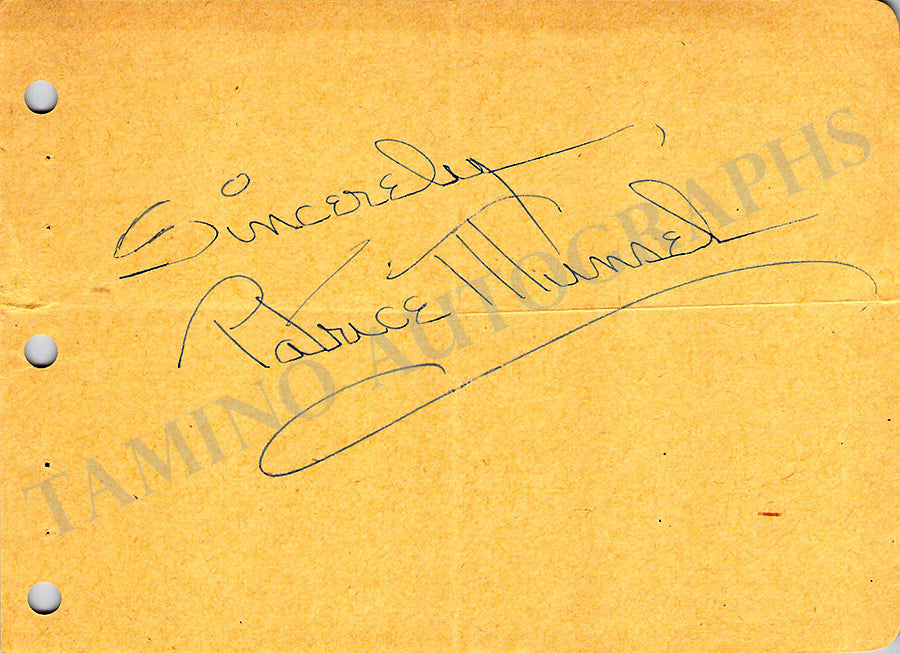 Sincerely,
Patrice Munsel
TAMINO AUTOGRAPHS